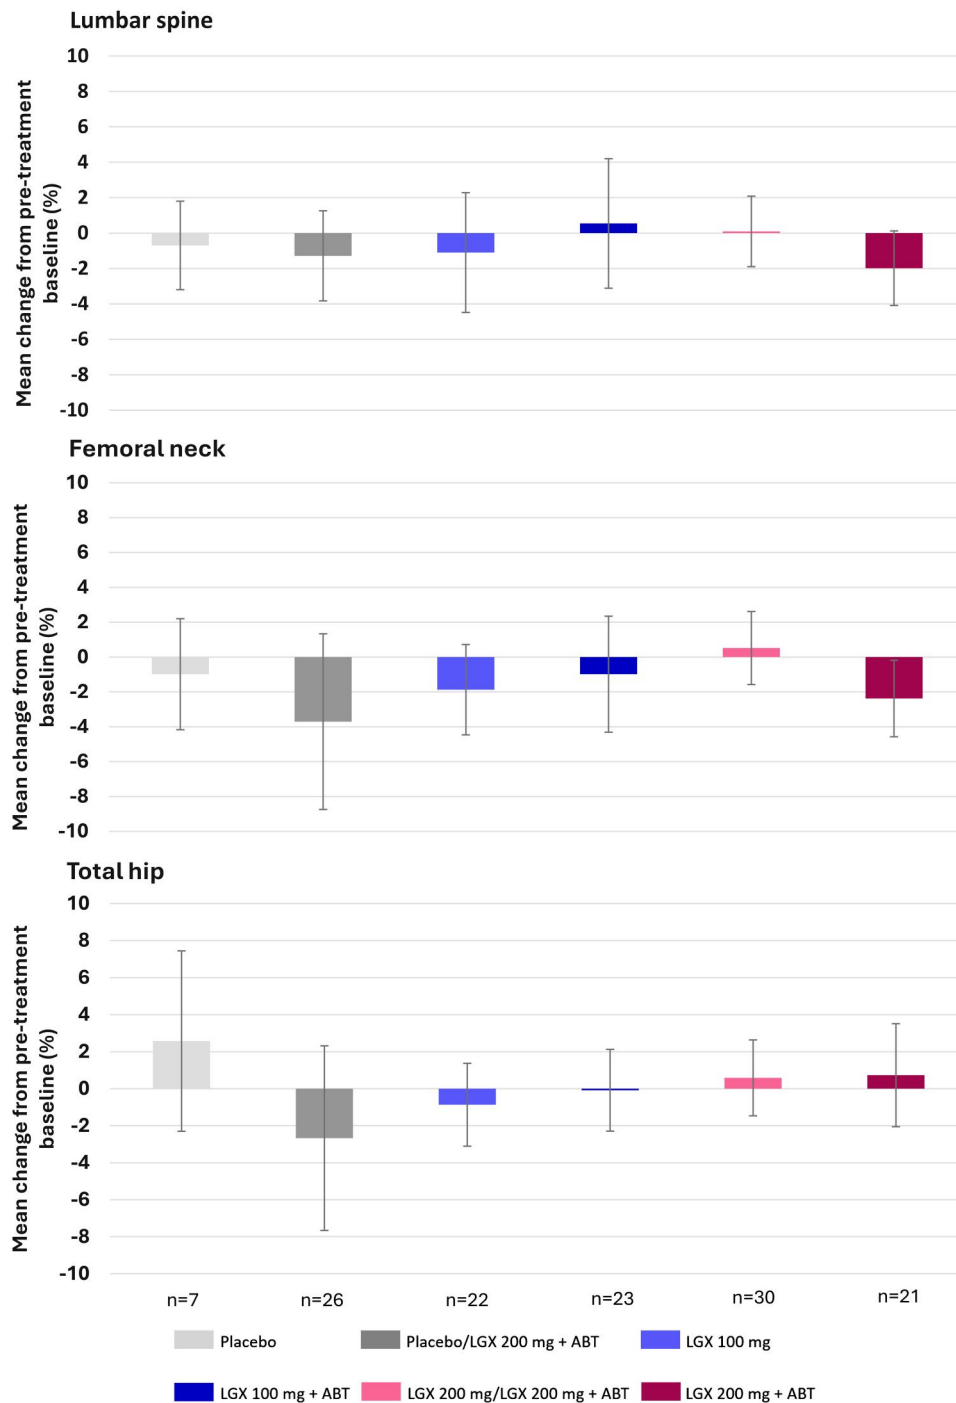 Lumbar spine
Mean change from pre-treatment
baseline (%)
10
8
6
4
2
0
-2
-4
-6
-8
-10
Femoral neck
Mean change from pre-treatment
baseline (%)
10
8
6
4
2
0
-2
-4
-6
-8
-10
Total hip
Mean change from pre-treatment
baseline (%)
10
8
6
4
2
0
-2
-4
-6
-8
-10
n=7 n=26 n=22 n=23 n=30 n=21
Placebo Placebo/LGX 200 mg + ABT LGX 100 mg
LGX 100 mg + ABT LGX 200 mg/LGX 200 mg + ABT LGX 200 mg + ABT